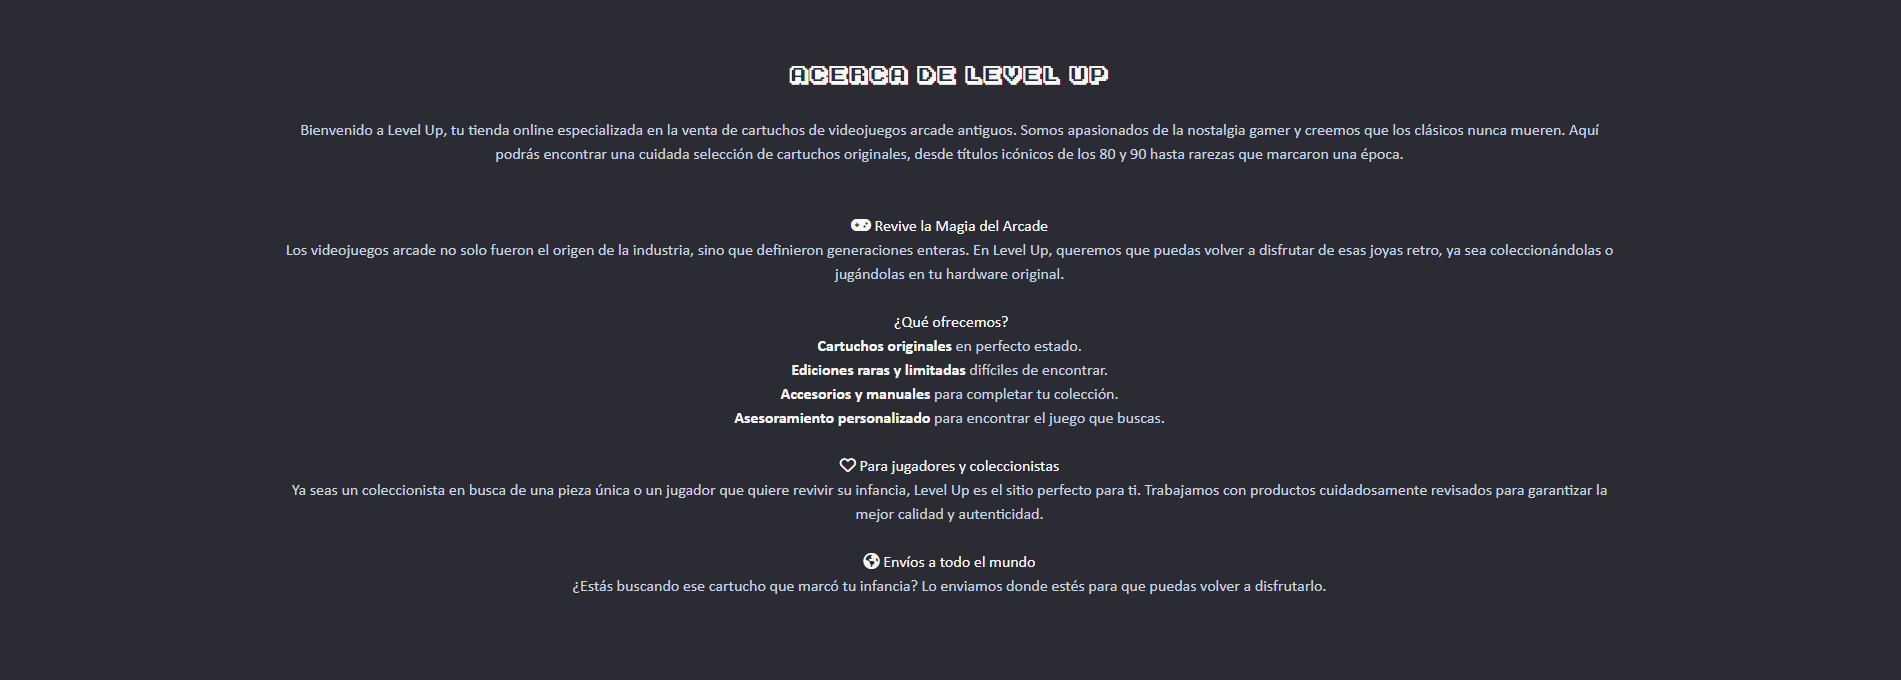 ACERCA DE LEVEL UP
Bienvenido a Level Up, tu tienda online especializada en la venta de cartuchos de videojuegos arcade antiguos. Somos apasionados de la nostalgia gamer y creemos que los clásicos nunca mueren. Aquí
podrás encontrar una cuidada selección de cartuchos originales, desde títulos icónicos de los 80 y 90 hasta rarezas que marcaron una época.
Revive la Magia del Arcade
Los videojuegos arcade no solo fueron el origen de la industria, sino que definieron generaciones enteras. En Level Up, queremos que puedas volver a disfrutar de esas joyas retro, ya sea coleccionándolas o
jugándolas en tu hardware original.
¿Qué ofrecemos?
Cartuchos originales en perfecto estado.
Ediciones raras y limitadas difíciles de encontrar.
Accesorios y manuales para completar tu colección.
Asesoramiento personalizado para encontrar el juego que buscas.
Para jugadores y coleccionistas
Ya seas un coleccionista en busca de una pieza única o un jugador que quiere revivir su infancia, Level Up es el sitio perfecto para ti. Trabajamos con productos cuidadosamente revisados para garantizar la
mejor calidad y autenticidad.
Envíos a todo el mundo
¿Estás buscando ese cartucho que marcó tu infancia? Lo enviamos donde estés para que puedas volver a disfrutarlo.